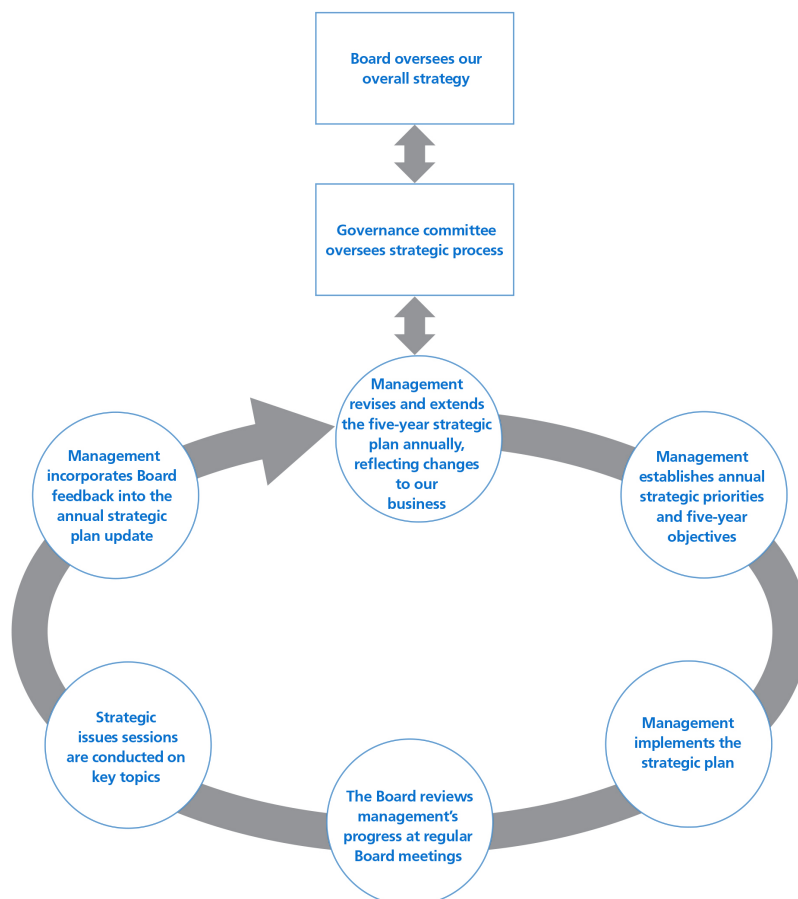 Board oversees our
overall strategy
Governance committee
oversees strategic process
Management
revises and extends
the five-year strategic
plan annually,
reflecting changes
to our
business
Management
establishes annual
strategic priorities
and five-year
objectives
Management
implements the
strategic plan
The Board reviews
management’s
progress at regular
Board meetings
Strategic
issues sessions
are conducted on
key topics
Management
incorporates Board
feedback into the
annual strategic
plan update